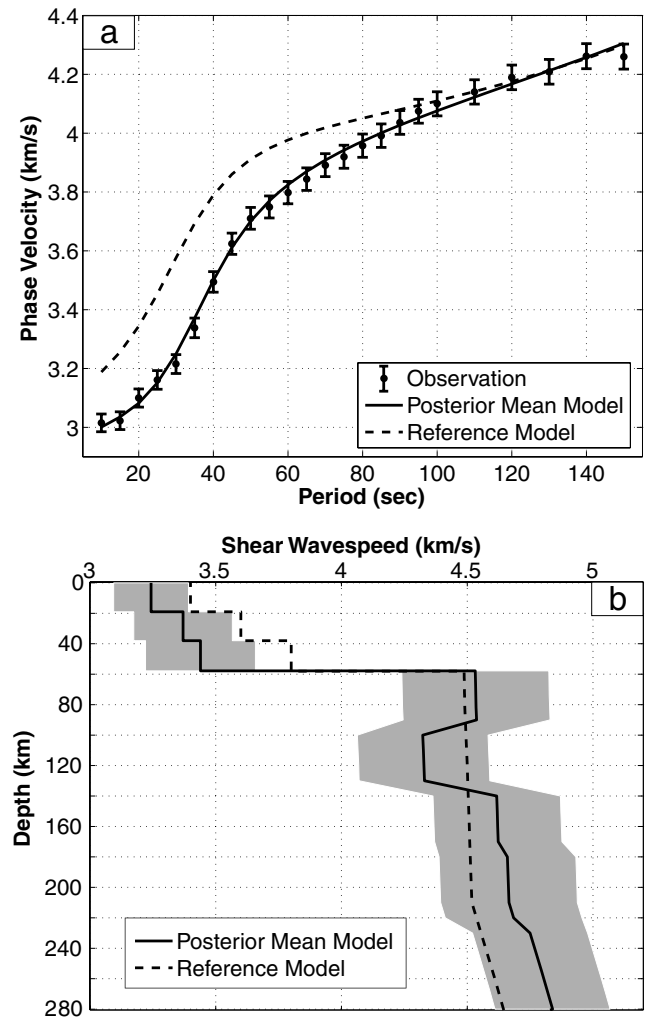 a
4.4
4.2
4
3.8
3.6
3.4
3.2
3
Phase Velocity (km/s)
Observation
Posterior Mean Model
Reference Model
20 40 60 80 100 120 140
Period (sec)
Shear Wavespeed (km/s)
3 3.5 4 4.5 5
b
0
40
80
120
160
200
240
280
Depth (km)
Posterior Mean Model
Reference Model